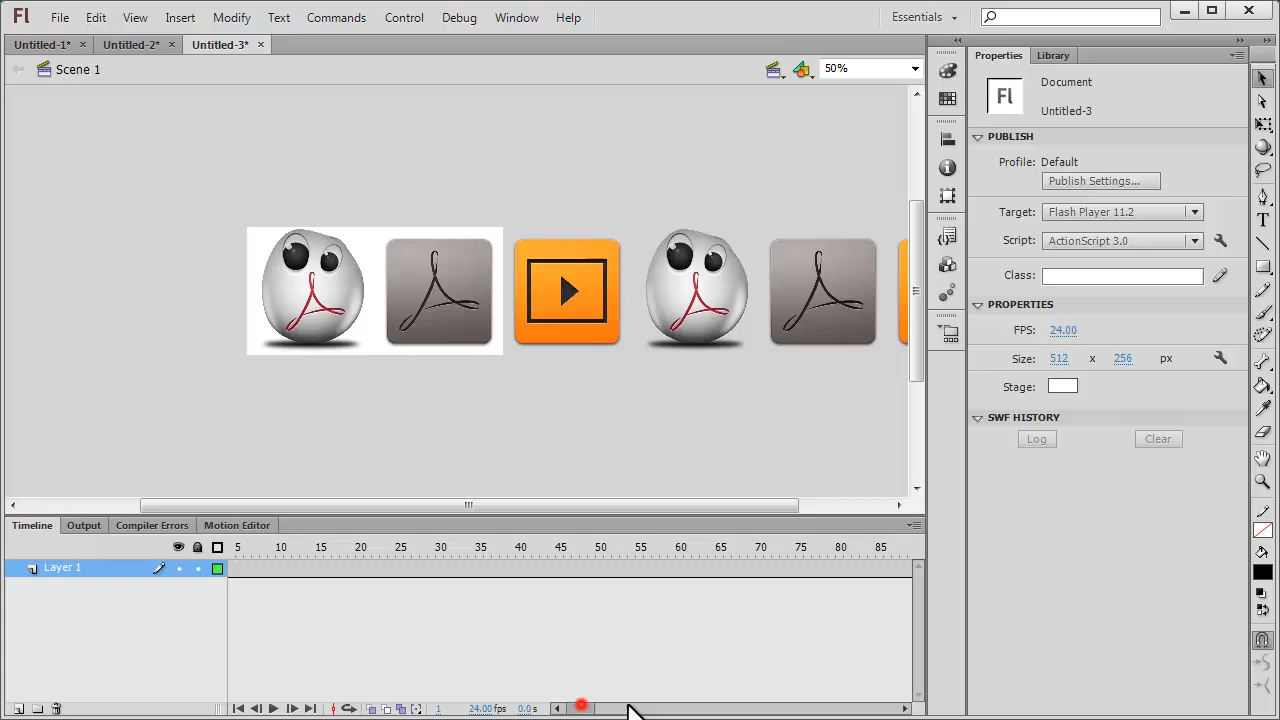 Fl File Edit View Insert Modify Text Commands Control Debug Window Help Essentials
Untitled-1* × Untitled-2* × Untitled-3* ×
Properties Library
Scene 1 50%
Fl Document
Untitled-3
PUBLISH
Profile: Default
Publish Settings...
Target: Flash Player 11.2
Script: ActionScript 3.0
Class:
PROPERTIES
FPS: 24.00
Size: 512 x 256 px
Stage:
SWF HISTORY
Log Clear
Timeline Output Compiler Errors Motion Editor
5 10 15 20 25 30 35 40 45 50 55 60 65 70 75 80 85
Layer 1
1 24.00 fps 0.0 s